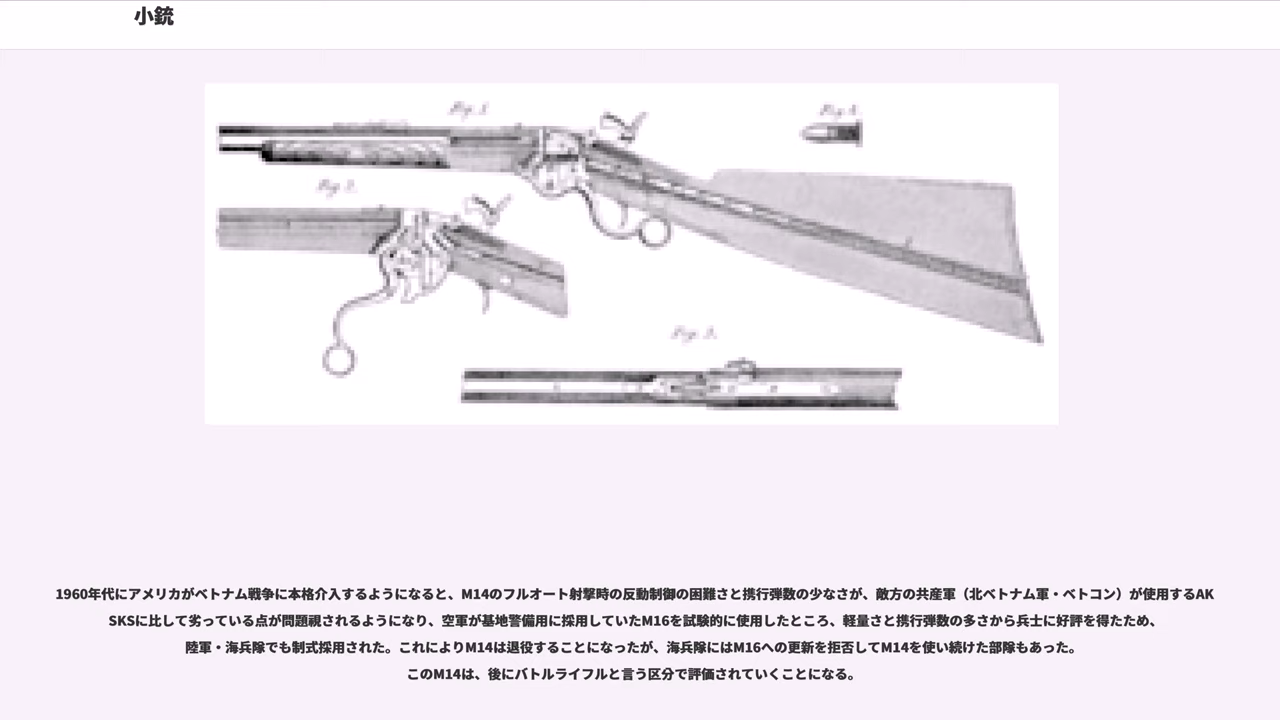 小銃
Fig. 1.
Fig. 4.
Fig. 2.
Fig. 3.
1960年代にアメリカがベトナム戦争に本格介入するようになると、M14のフルオート射撃時の反動制御の困難さと携行弾数の少なさが、敵方の共産軍（北ベトナム軍・ベトコン）が使用するAK
SKSに比して劣っている点が問題視されるようになり、空軍が基地警備用に採用していたM16を試験的に使用したところ、軽量さと携行弾数の多さから兵士に好評を得たため、
陸軍・海兵隊でも制式採用された。これによりM14は退役することになったが、海兵隊にはM16への更新を拒否してM14を使い続けた部隊もあった。
このM14は、後にバトルライフルと言う区分で評価されていくことになる。